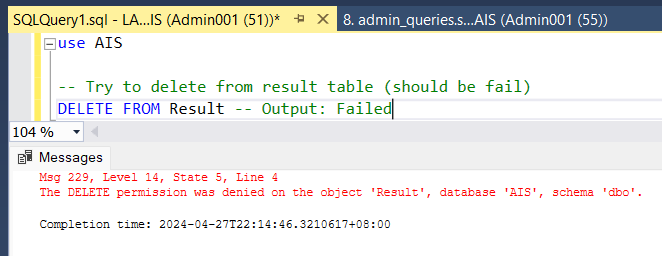 SQLQuery1.sql - LA...IS (Admin001 (51))* 8. admin_queries.s...AIS (Admin001 (55))
use AIS
-- Try to delete from result table (should be fail)
DELETE FROM Result -- Output: Failed
104 %
Messages
Msg 229, Level 14, State 5, Line 4
The DELETE permission was denied on the object 'Result', database 'AIS', schema 'dbo'.
Completion time: 2024-04-27T22:14:46.3210617+08:00